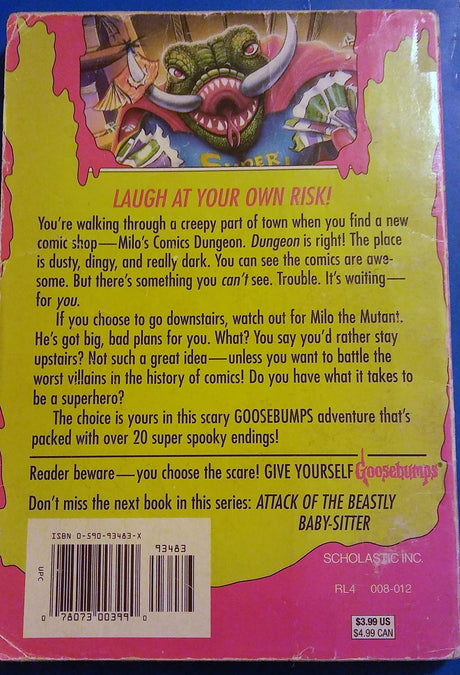 SUPER!
LAUGH AT YOUR OWN RISK!
You're walking through a creepy part of town when you find a new
comic shop—Milo's Comics Dungeon. Dungeon is right! The place
is dusty, dingy, and really dark. You can see the comics are awe-
some. But there's something you can't see. Trouble. It's waiting—
for you.
If you choose to go downstairs, watch out for Milo the Mutant.
He's got big, bad plans for you. What? You say you'd rather stay
upstairs? Not such a great idea—unless you want to battle the
worst villains in the history of comics! Do you have what it takes to
be a superhero?
The choice is yours in this scary GOOSEBUMPS adventure that's
packed with over 20 super spooky endings!
Reader beware—you choose the scare! GIVE YOURSELF Goosebumps®
Don't miss the next book in this series: ATTACK OF THE BEASTLY
BABY-SITTER
ISBN 0-590-93483-X
93483
UPC
0 78073 00399 0
SCHOLASTIC INC.
RL4 008-012
$3.99 US
$4.99 CAN